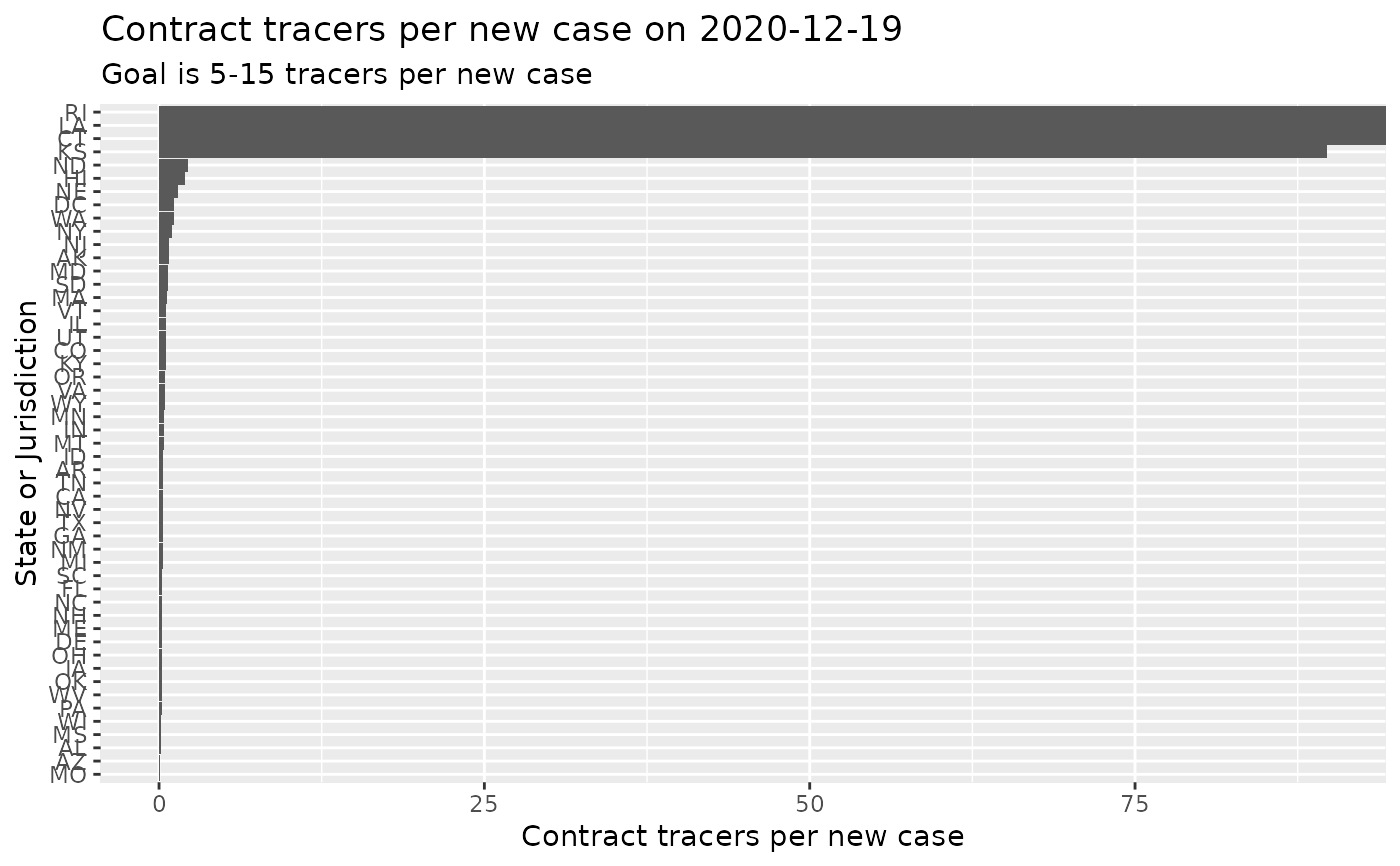 Contract tracers per new case on 2020-12-19
Goal is 5-15 tracers per new case
State or Jurisdiction
RI
LA
CT
KS
ND
HI
NE
DC
WA
NY
NJ
AK
MD
SD
MA
VT
IL
UT
CO
KY
OR
VA
WY
MN
IN
MT
ID
AR
TN
CA
NV
TX
GA
NM
MI
SC
FL
NC
NH
ME
DE
OH
IA
OK
WV
PA
WI
MS
AL
AZ
MO
0 25 50 75
Contract tracers per new case